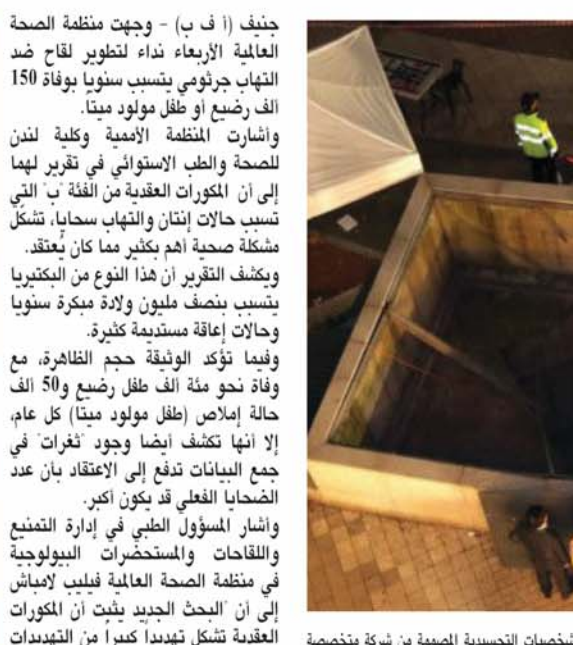 جنيف (أ ف ب) - وجهت منظمة الصحة
العالمية الأربعاء نداء لتطوير لقاح ضد
التهاب جرثومي يتسبب سنويا بوفاة 150
ألف رضيع أو طفل مولود ميتاً.
وأشارت المنظمة الأممية وكلية لندن
للصحة والطب الاستوائي في تقرير لهما
إلى أن المكورات العقدية من الفئة "ب" التي
تسبب حالات إنتان والتهاب سحايا، تشكل
مشكلة صحية أهم بكثير مما كان يُعتقد.
ويكشف التقرير أن هذا النوع من البكتيريا
يتسبب بنصف مليون ولادة مبكرة سنويا
وحالات إعاقة مستديمة كثيرة.
وفيما تؤكد الوثيقة حجم الظاهرة، مع
وفاة نحو مئة ألف طفل رضيع و50 ألف
حالة إملاص (طفل مولود ميتا) كل عام،
إلا أنها تكشف أيضا وجود "ثغرات" في
جمع البيانات تدفع إلى الاعتقاد بأن عدد
الضحايا الفعلي قد يكون أكبر.
وأشار المسؤول الطبي في إدارة التمنيع
واللقاحات والمستحضرات البيولوجية
في منظمة الصحة العالمية فيليب لامباش
إلى أن "البحث الجديد يثبت أن المكورات
العقدية تشكل تهديداً كبيراً من التهديدات
شخصيات التجسيدية المصممة من شركة متخصصة